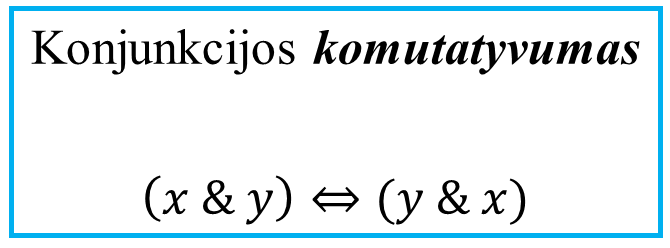 Konjunkcijos komutatyvumas
(x & y) ⇔ (y & x)